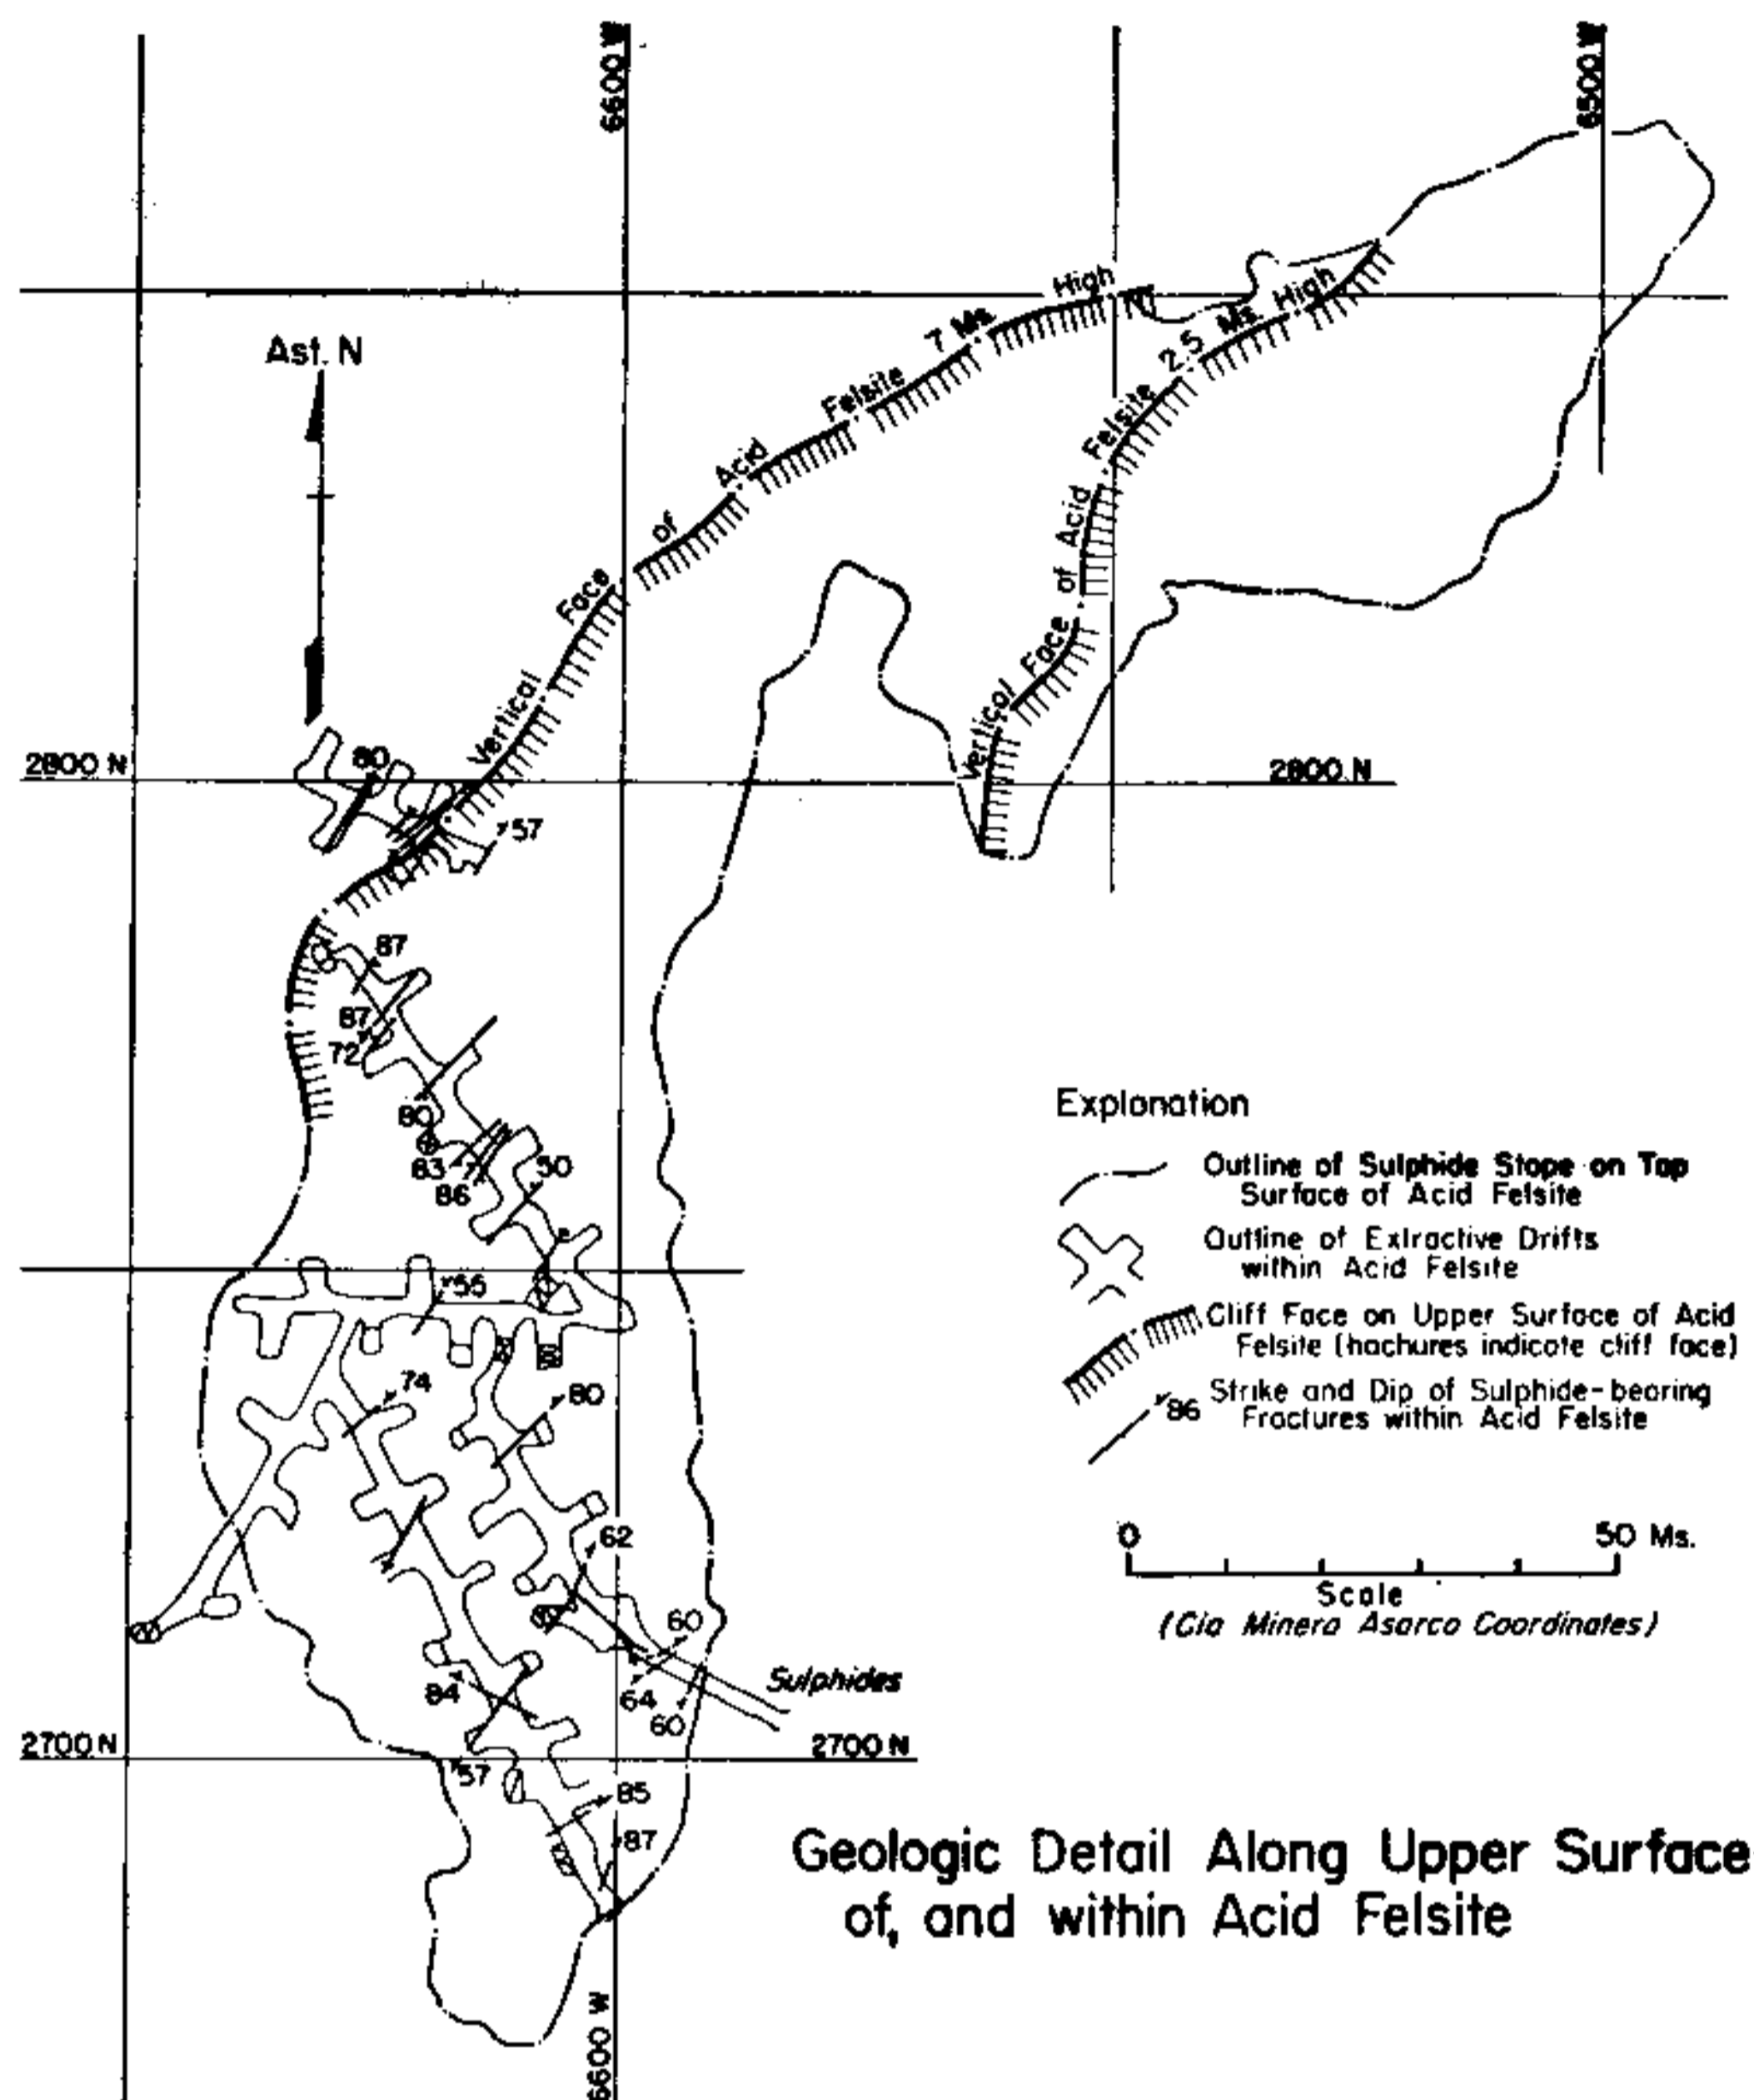 6600 W
6500 W
Ast. N
Vertical Face of Acid Felsite 7 Ms. High
Vertical Face of Acid Felsite 2.5 Ms. High
2800 N
2800 N
80
57
87
87
72
80
83
86
50
55
74
80
62
60
64
60
Sulphides
84
2700 N
2700 N
57
85
87
6600 W
Explanation
Outline of Sulphide Stope on Top
Surface of Acid Felsite
Outline of Extractive Drifts
within Acid Felsite
Cliff Face on Upper Surface of Acid
Felsite (hachures indicate cliff face)
86
Strike and Dip of Sulphide-bearing
Fractures within Acid Felsite
0 50 Ms.
Scale
(Cia Minera Asarco Coordinates)
Geologic Detail Along Upper Surface
of, and within Acid Felsite